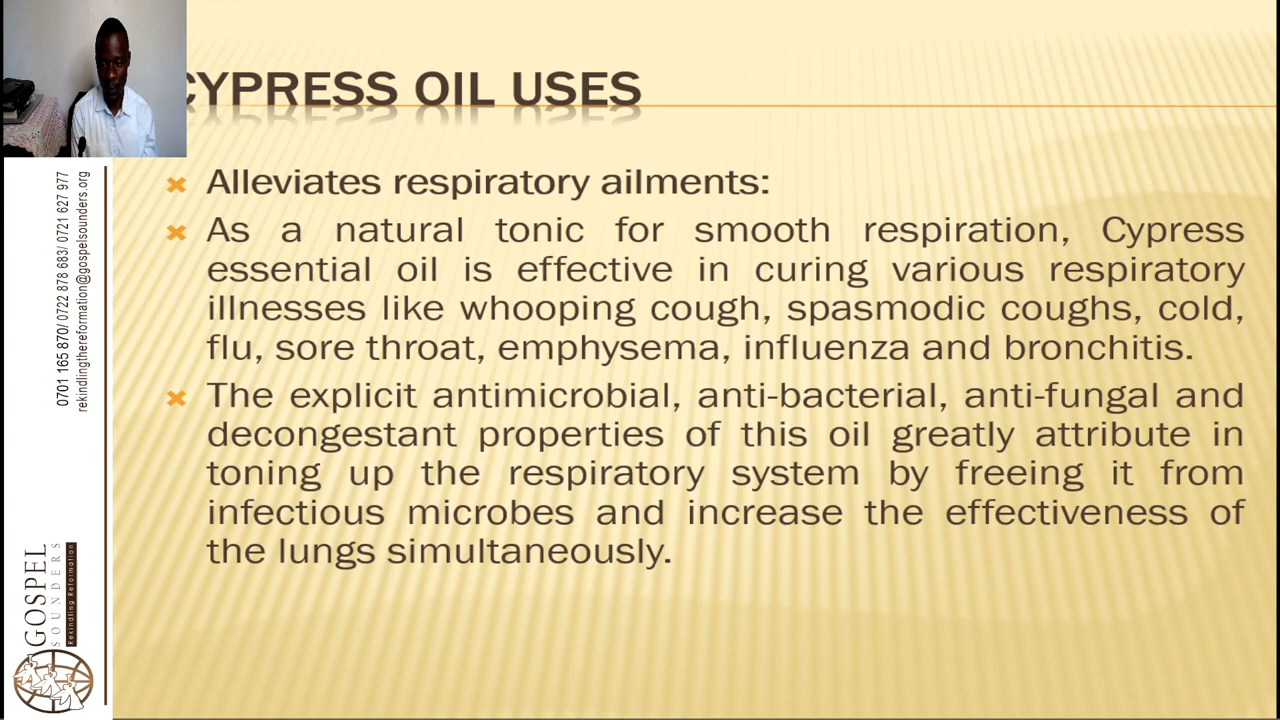 CYPRESS OIL USES
Alleviates respiratory ailments:
As a natural tonic for smooth respiration, Cypress
essential oil is effective in curing various respiratory
illnesses like whooping cough, spasmodic coughs, cold,
flu, sore throat, emphysema, influenza and bronchitis.
The explicit antimicrobial, anti-bacterial, anti-fungal and
decongestant properties of this oil greatly attribute in
toning up the respiratory system by freeing it from
infectious microbes and increase the effectiveness of
the lungs simultaneously.
0701 165 870/ 0722 878 683/ 0721 627 977
rekindlingthereformation@gospelsounders.org
GOSPEL
SOUNDERS
Rekindling Reformation